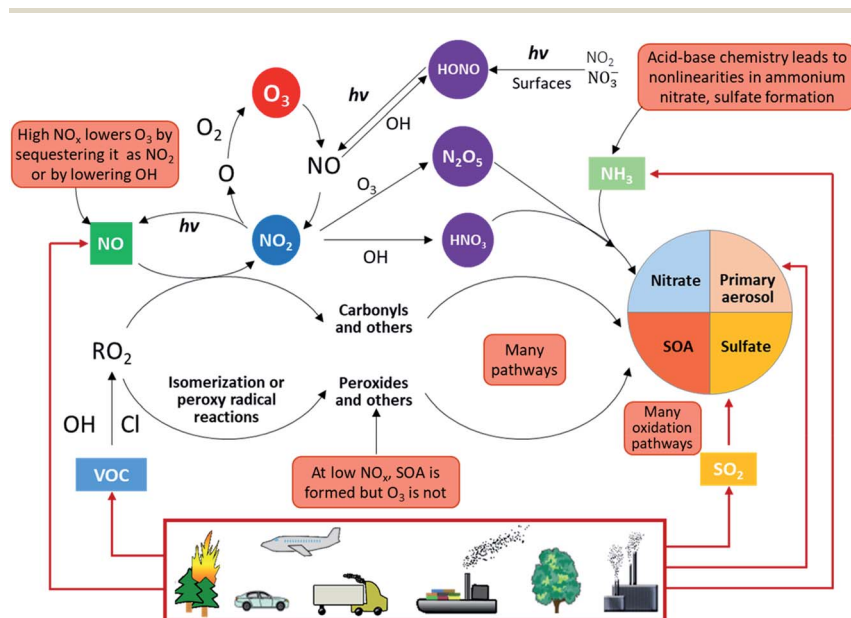 hv
NO₂
HONO
Surfaces
NO₃⁻
Acid-base chemistry leads to
nonlinearities in ammonium
nitrate, sulfate formation
O₃
hv
OH
O₂
NO
High NOₓ lowers O₃ by
sequestering it as NO₂
or by lowering OH
O
N₂O₅
O₃
NH₃
hv
NO
NO₂
OH
HNO₃
Nitrate
Primary
aerosol
Carbonyls
and others
RO₂
SOA
Sulfate
Many
pathways
Isomerization or
peroxy radical
reactions
Peroxides
and others
OH
Cl
Many
oxidation
pathways
VOC
At low NOₓ, SOA is
formed but O₃ is not
SO₂